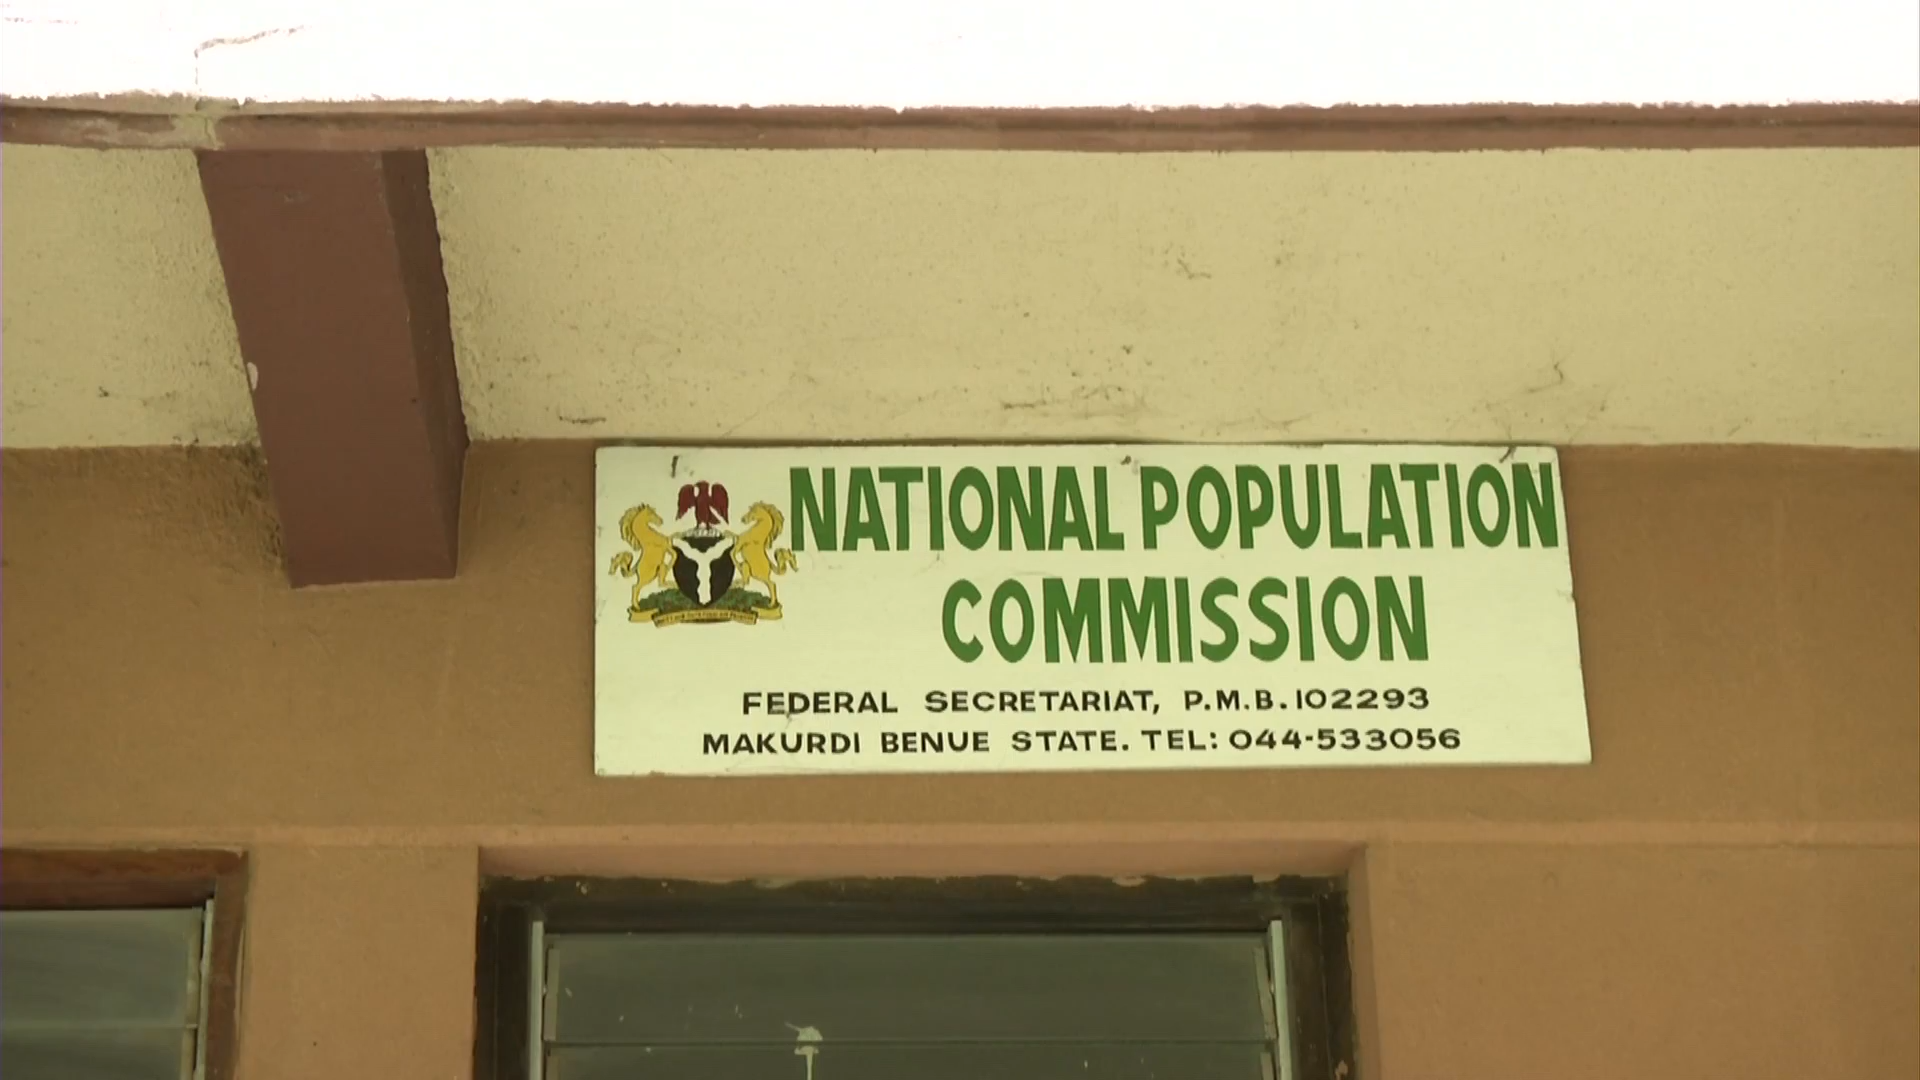 NATIONAL POPULATION
COMMISSION
FEDERAL SECRETARIAT, P.M.B. 102293
MAKURDI BENUE STATE. TEL: 044-533056